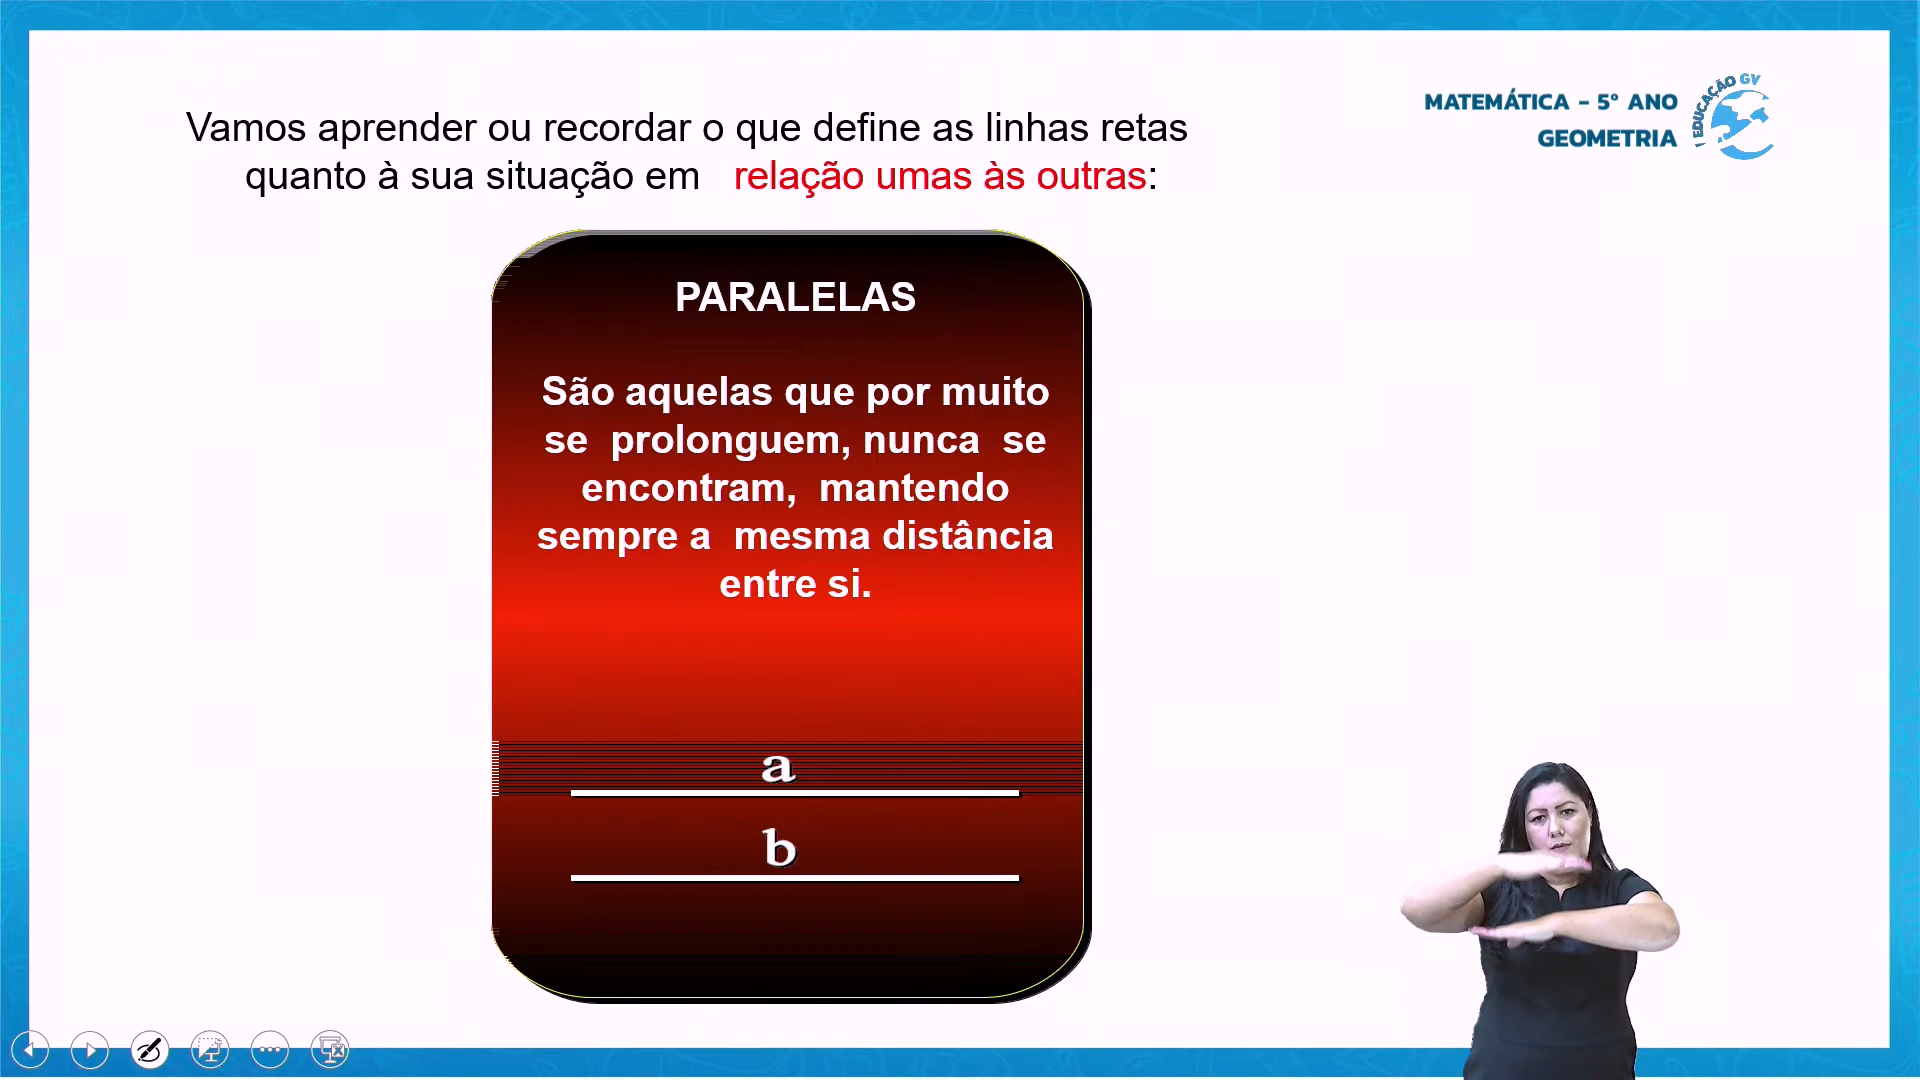 Vamos aprender ou recordar o que define as linhas retas
quanto à sua situação em relação umas às outras:
MATEMÁTICA - 5° ANO
GEOMETRIA
EDUCAÇÃO GV
PARALELAS
São aquelas que por muito
se prolonguem, nunca se
encontram, mantendo
sempre a mesma distância
entre si.
a
b